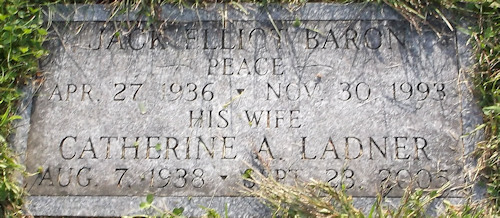 JACK ELLIOT BARON
PEACE
APR. 27 1936 • NOV. 30 1993
HIS WIFE
CATHERINE A. LADNER
AUG. 7, 1938 • SEPT. 23, 2005